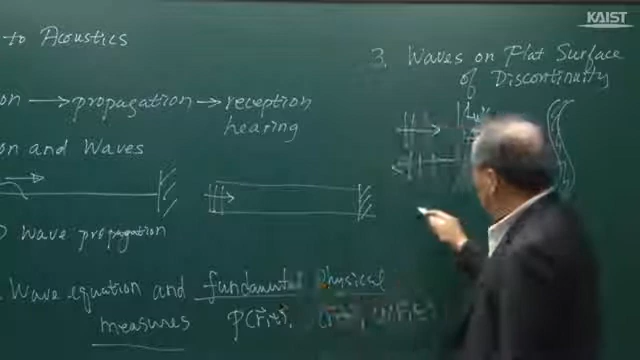 KAIST
to Acoustics
on → propagation → reception
hearing
on and Waves
wave propagation
Wave equation and fundamental physical
measures
P(r⃗,t),
3. Waves on Flat Surface
of Discontinuity